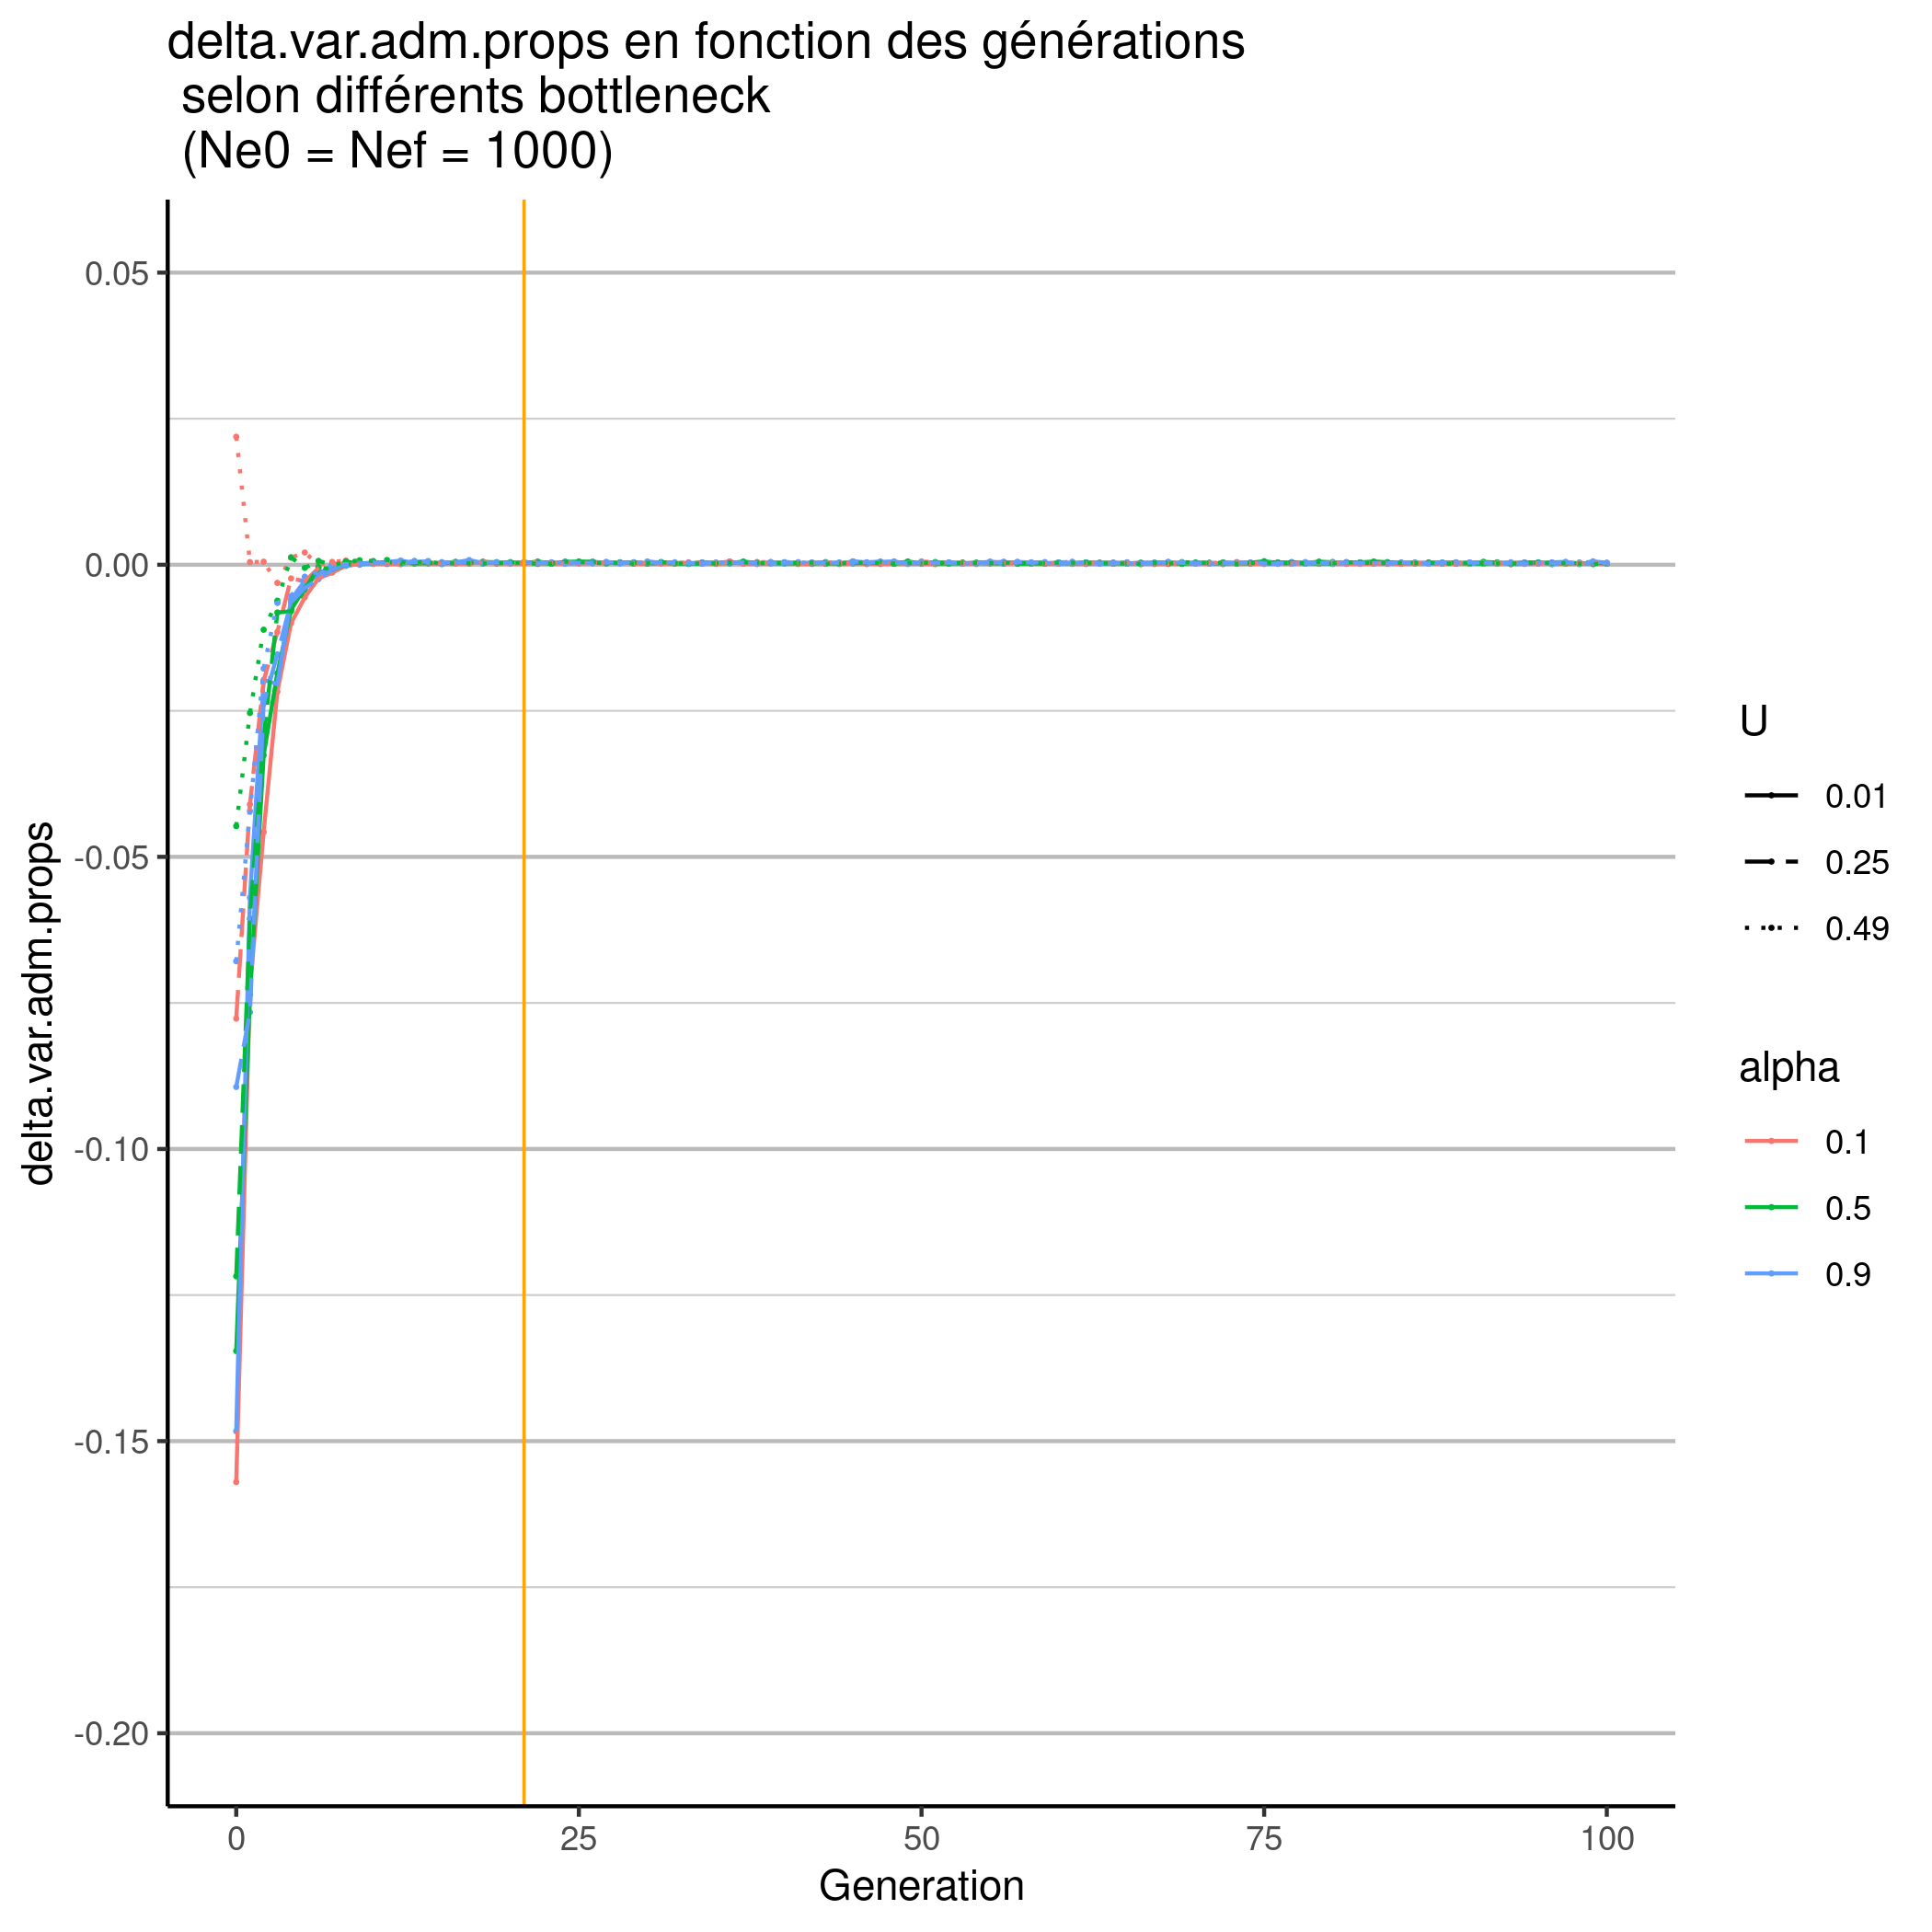 delta.var.adm.props en fonction des générations
selon différents bottleneck
(Ne0 = Nef = 1000)
delta.var.adm.props
0.05
0.00
-0.05
-0.10
-0.15
-0.20
0
25
50
75
100
Generation
U
0.01
0.25
0.49
alpha
0.1
0.5
0.9